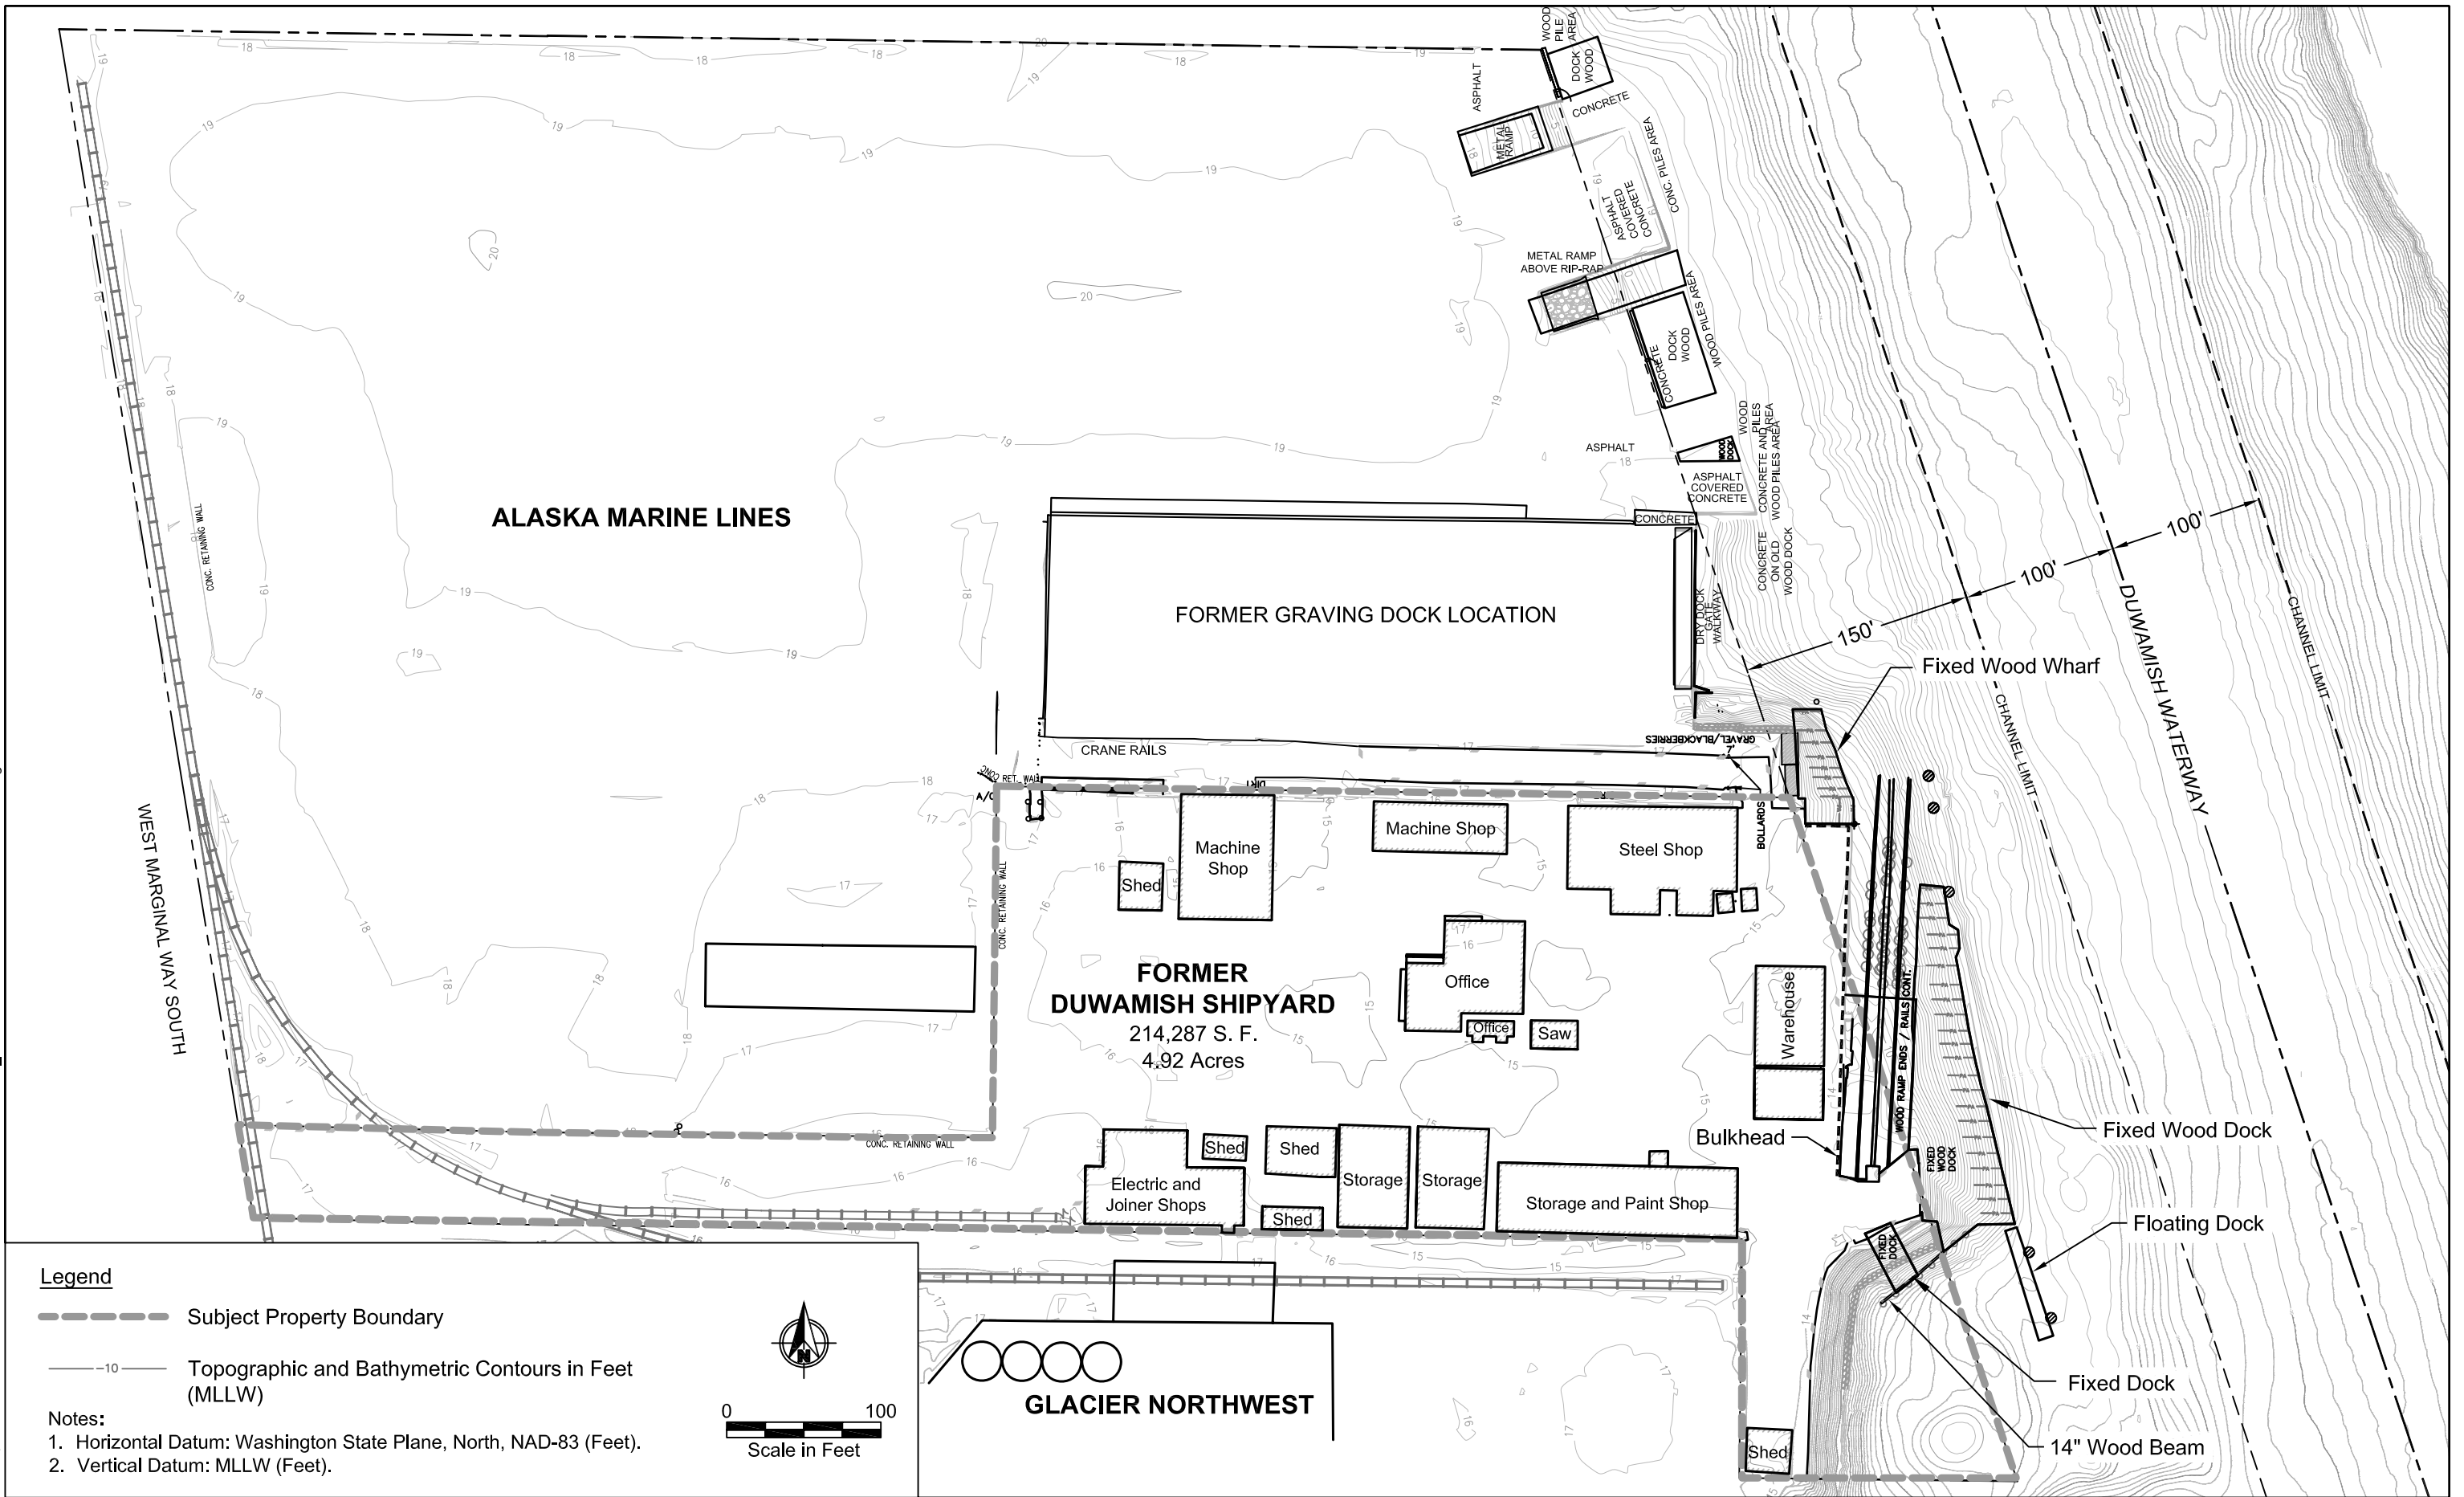 WOOD
PILE
AREA
DOCK
WOOD
ASPHALT
CONCRETE
METAL
RAMP
CONC. PILES AREA
ASPHALT
COVERED
CONCRETE
METAL RAMP
ABOVE RIP-RAP
WOOD PILES AREA
CONCRETE
DOCK
WOOD
WOOD
PILES
AREA
CONCRETE AND
WOOD PILES AREA
WOOD
DOCK
ASPHALT
ASPHALT
COVERED
CONCRETE
CONCRETE
CONCRETE
ON OLD
WOOD DOCK
ALASKA MARINE LINES
CONC. RETAINING WALL
FORMER GRAVING DOCK LOCATION
DRY DOCK
GATE
WALKWAY
150'
100'
100'
CHANNEL LIMIT
DUWAMISH WATERWAY
CHANNEL LIMIT
Fixed Wood Wharf
GRAVEL/BLACKBERRIES
CRANE RAILS
CONC RET. WALL
DIRT
BOLLARDS
WEST MARGINAL WAY SOUTH
CONC. RETAINING WALL
Shed
Machine
Shop
Machine Shop
Steel Shop
FORMER
DUWAMISH SHIPYARD
214,287 S. F.
4.92 Acres
Office
Office
Saw
Warehouse
WOOD RAMP ENDS / RAILS CONT.
CONC. RETAINING WALL
Bulkhead
Fixed Wood Dock
FIXED
WOOD
DOCK
Electric and
Joiner Shops
Shed
Shed
Shed
Storage
Storage
Storage and Paint Shop
Floating Dock
FIXED
DOCK
Fixed Dock
14" Wood Beam
Shed
GLACIER NORTHWEST
Legend
Subject Property Boundary
-10 Topographic and Bathymetric Contours in Feet
(MLLW)
N
Notes:
1. Horizontal Datum: Washington State Plane, North, NAD-83 (Feet).
2. Vertical Datum: MLLW (Feet).
0 100
Scale in Feet